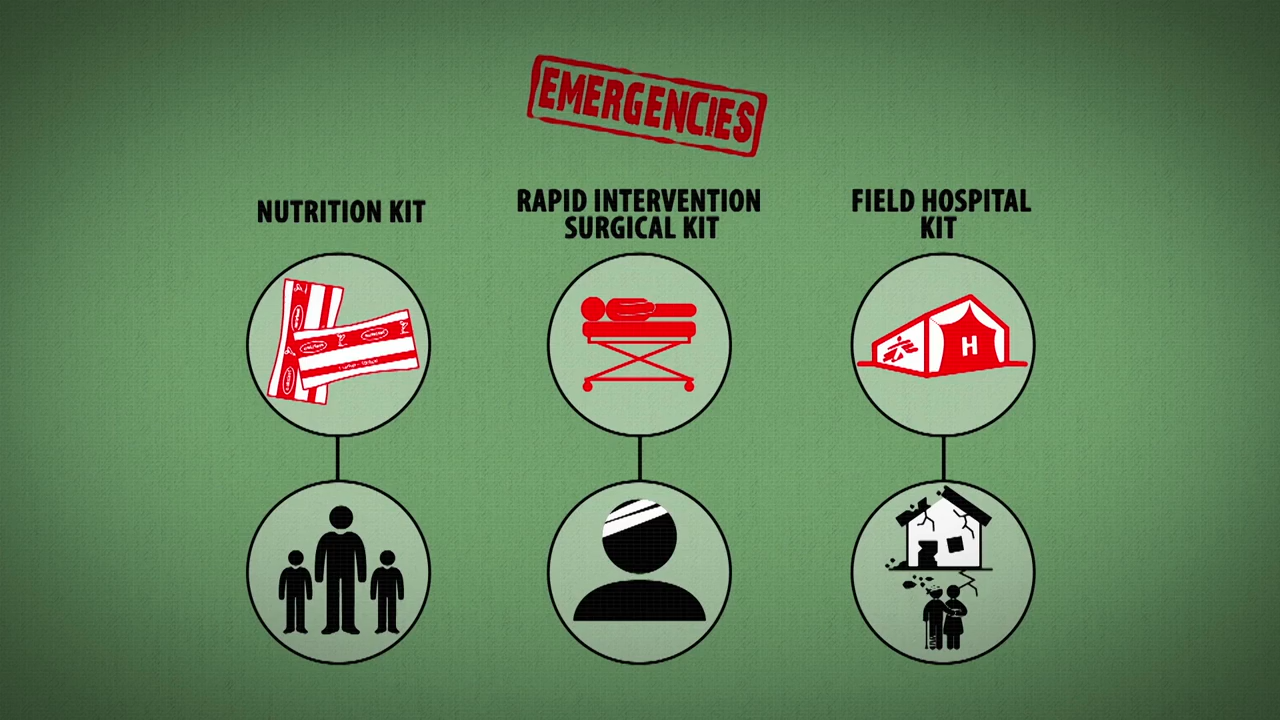 EMERGENCIES
NUTRITION KIT
RAPID INTERVENTION
SURGICAL KIT
FIELD HOSPITAL
KIT
H